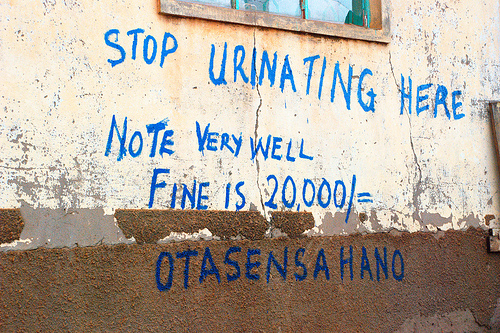 STOP URINATING HERE
NOTE VERY WELL
FINE IS 20,000/=
OTASENSA HANO